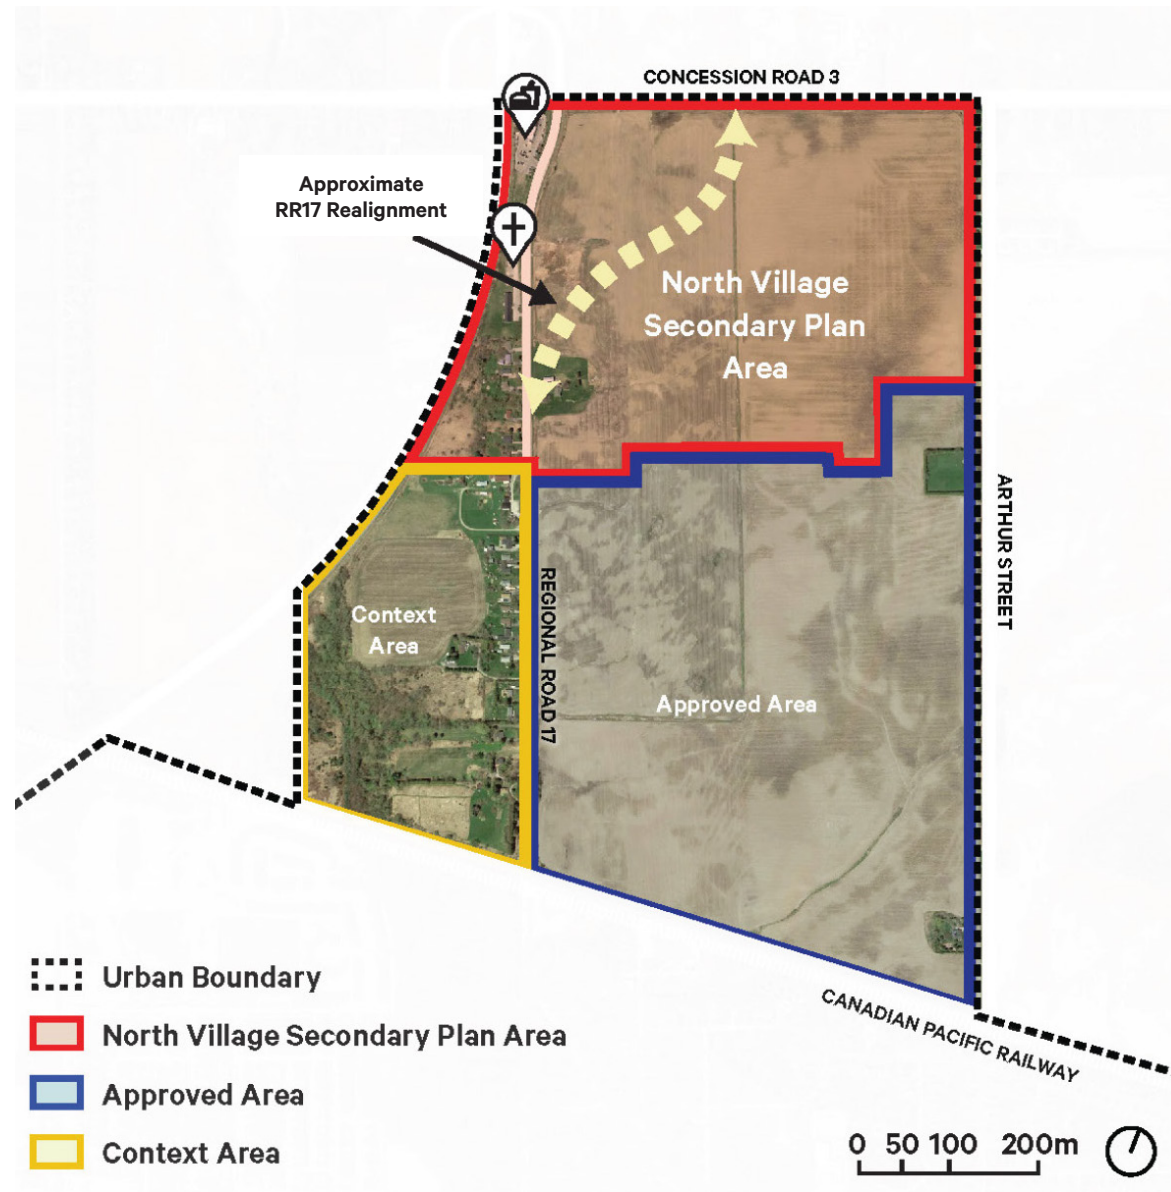 CONCESSION ROAD 3
Approximate
RR17 Realignment
North Village
Secondary Plan
Area
ARTHUR STREET
REGIONAL ROAD 17
Context
Area
Approved Area
CANADIAN PACIFIC RAILWAY
Urban Boundary
North Village Secondary Plan Area
Approved Area
Context Area
0 50 100 200m